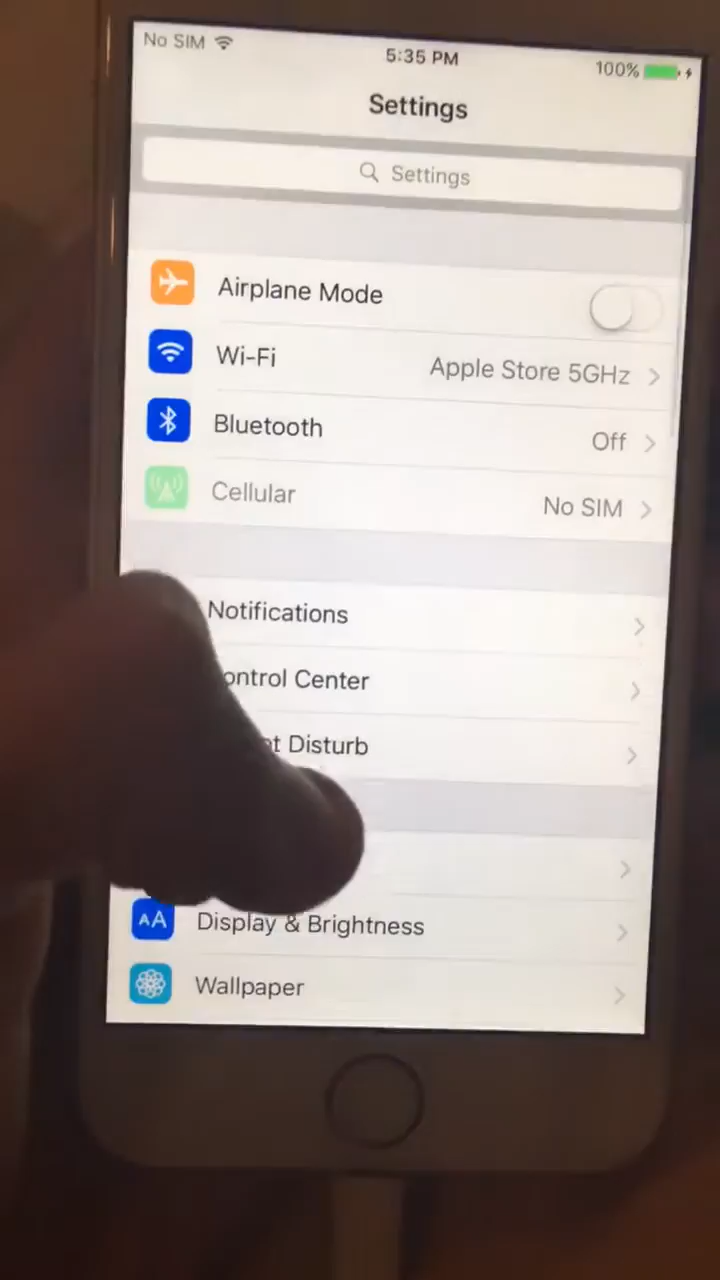 No SIM 5:35 PM 100%
Settings
Settings
Airplane Mode
Wi-Fi Apple Store 5GHz
Bluetooth Off
Cellular No SIM
Notifications
ontrol Center
t Disturb
AA Display & Brightness
Wallpaper